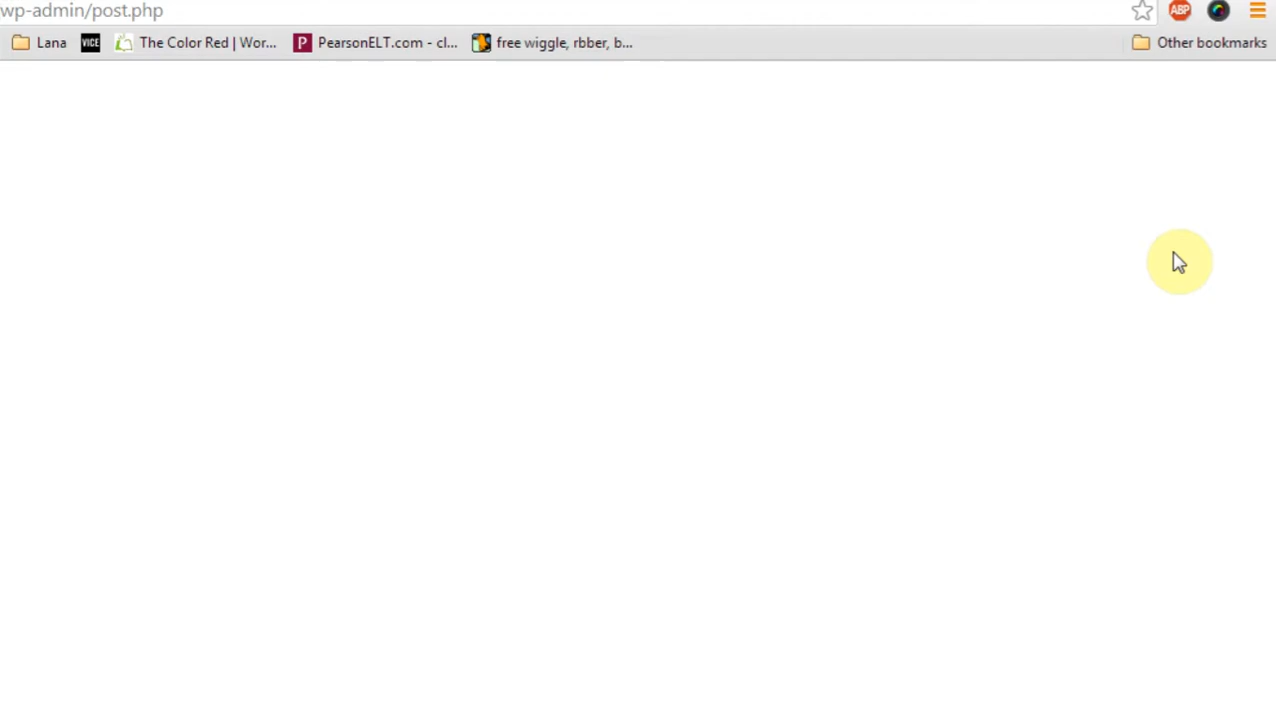 wp-admin/post.php
ABP
Lana
VICE
The Color Red | Wor...
P
PearsonELT.com - cl...
free wiggle, rbber, b...
Other bookmarks